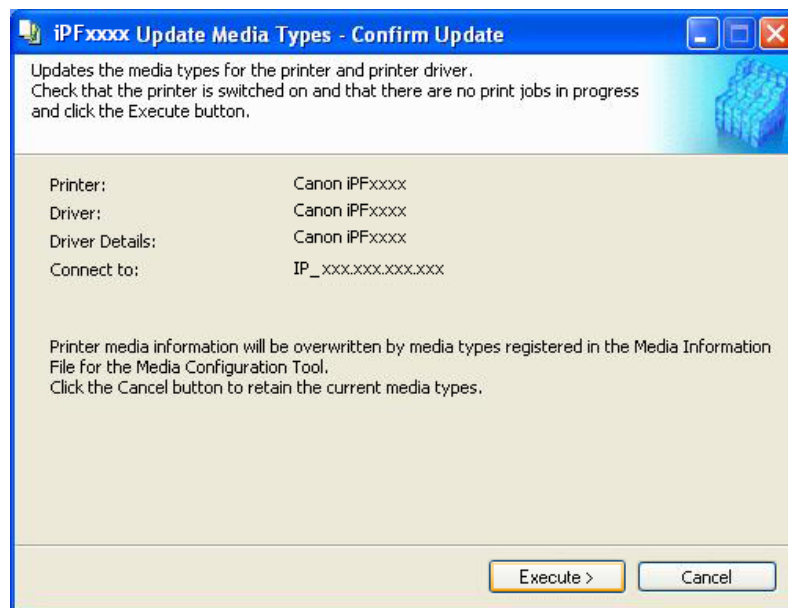 iPFxxxx Update Media Types - Confirm Update
Updates the media types for the printer and printer driver.
Check that the printer is switched on and that there are no print jobs in progress
and click the Execute button.
Printer: Canon iPFxxxx
Driver: Canon iPFxxxx
Driver Details: Canon iPFxxxx
Connect to: IP_xxx.xxx.xxx.xxx
Printer media information will be overwritten by media types registered in the Media Information
File for the Media Configuration Tool.
Click the Cancel button to retain the current media types.
Execute > Cancel